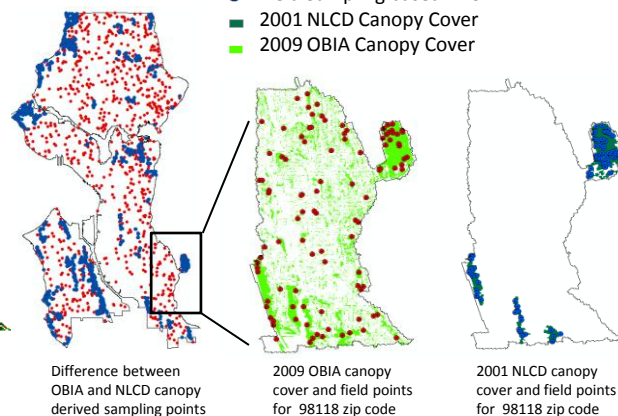 2001 NLCD Canopy Cover
2009 OBIA Canopy Cover
Difference between
OBIA and NLCD canopy
derived sampling points
2009 OBIA canopy
cover and field points
for 98118 zip code
2001 NLCD canopy
cover and field points
for 98118 zip code